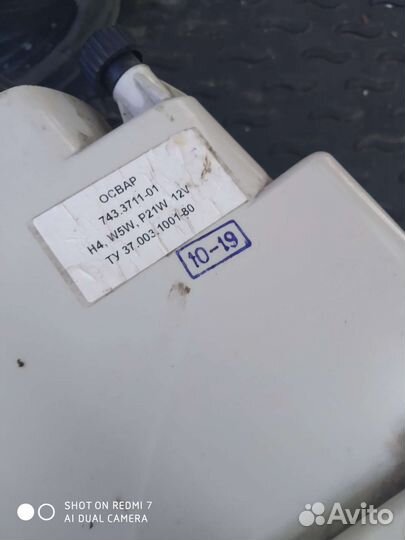 ОСВАР
743.3711-01
H4, W5W, P21W 12V
ТУ 37.003.1001-80
10-19
SHOT ON REDMI 7
AI DUAL CAMERA
Avito